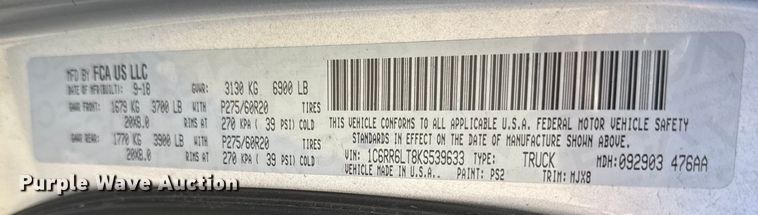 MFD BY FCA US LLC
DATE OF MFR(BUILT): 9-18 GVWR: 3130 KG 6900 LB
GAWR FRONT: 1679 KG 3700 LB WITH P275/60R20 TIRES
20X8.0 RIMS AT 270 KPA ( 39 PSI) COLD
GAWR REAR: 1770 KG 3900 LB WITH P275/60R20 TIRES
20X8.0 RIMS AT 270 KPA ( 39 PSI) COLD
THIS VEHICLE CONFORMS TO ALL APPLICABLE U.S.A. FEDERAL MOTOR VEHICLE SAFETY
STANDARDS IN EFFECT ON THE DATE OF MANUFACTURE SHOWN ABOVE.
VIN: 1C6RR6LT8KS539633 TYPE: TRUCK MDH: 092903 476AA
VEHICLE MADE IN U.S.A. PAINT: PS2 TRIM: MJX8
Purple Wave Auction